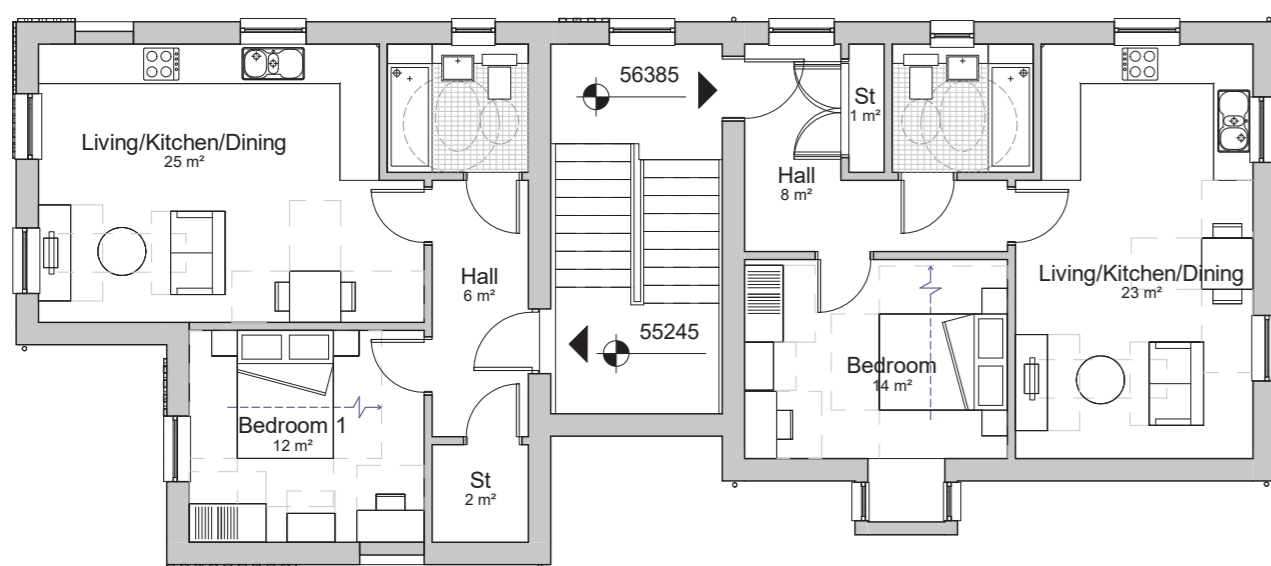 Living/Kitchen/Dining
25 m²
Hall
6 m²
Bedroom 1
12 m²
St
2 m²
56385
55245
St
1 m²
Hall
8 m²
Bedroom
14 m²
Living/Kitchen/Dining
23 m²